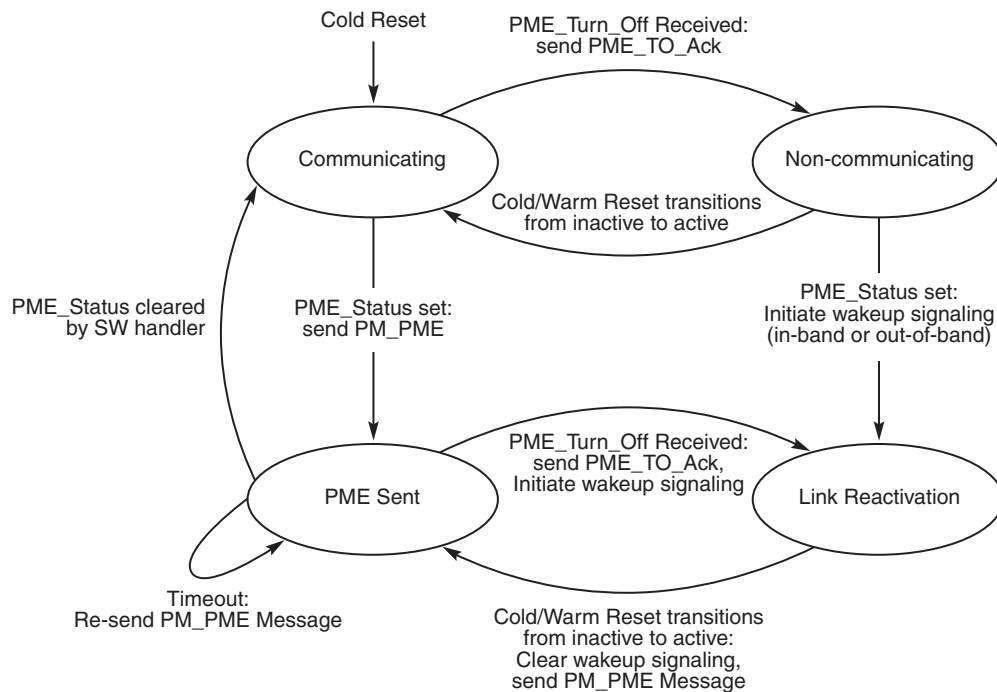 Cold Reset
PME_Turn_Off Received:
send PME_TO_Ack
Communicating
Non-communicating
Cold/Warm Reset transitions
from inactive to active
PME_Status cleared
by SW handler
PME_Status set:
send PM_PME
PME_Status set:
Initiate wakeup signaling
(in-band or out-of-band)
PME_Turn_Off Received:
send PME_TO_Ack,
Initiate wakeup signaling
PME Sent
Link Reactivation
Timeout:
Re-send PM_PME Message
Cold/Warm Reset transitions
from inactive to active:
Clear wakeup signaling,
send PM_PME Message